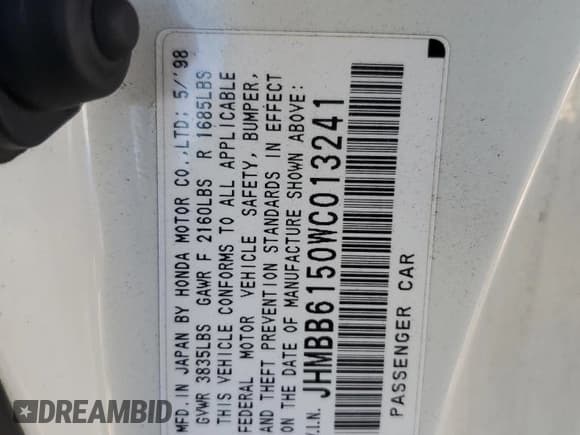 MFD. IN JAPAN BY HONDA MOTOR CO.,LTD; 5/'98
GVWR 3835LBS GAWR F 2160LBS R 1685LBS
THIS VEHICLE CONFORMS TO ALL APPLICABLE
FEDERAL MOTOR VEHICLE SAFETY, BUMPER,
AND THEFT PREVENTION STANDARDS IN EFFECT
ON THE DATE OF MANUFACTURE SHOWN ABOVE:
V.I.N. JHMBB6150WC013241
PASSENGER CAR
DREAMBID